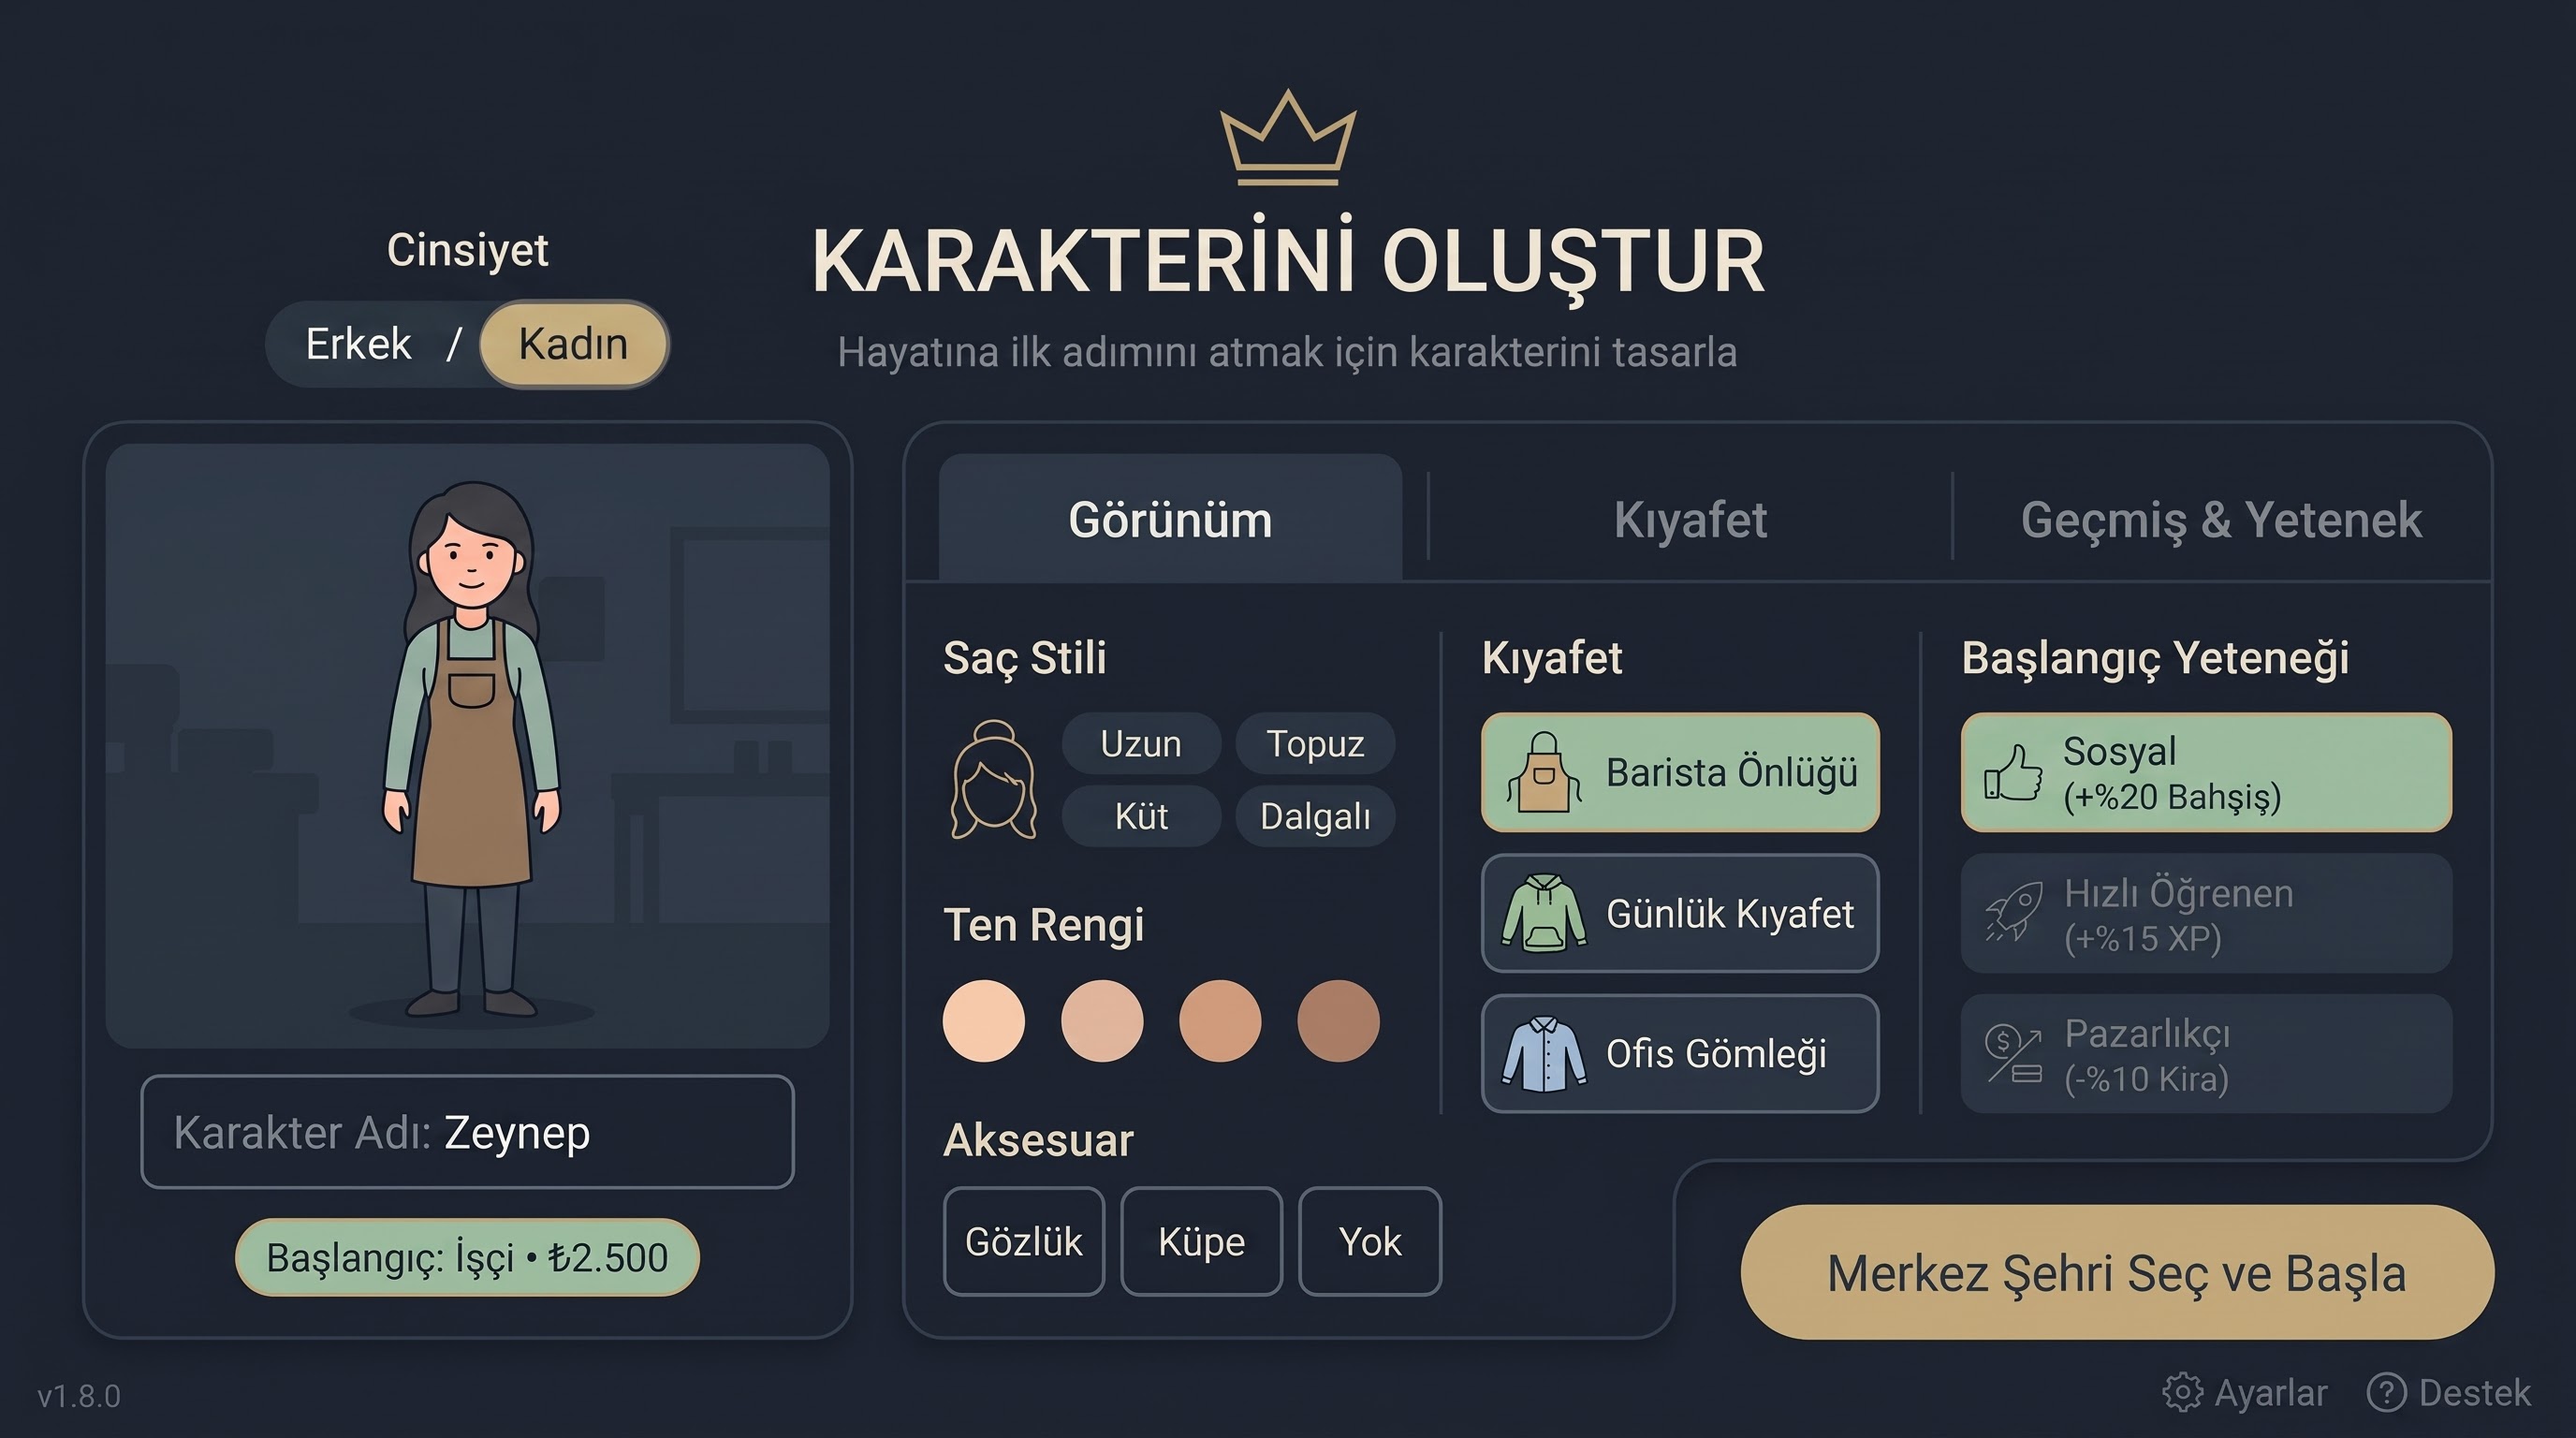 KARAKTERİNİ OLUŞTUR
Hayatına ilk adımını atmak için karakterini tasarla
Cinsiyet
Erkek / Kadın
Karakter Adı: Zeynep
Başlangıç: İşçi • ₺2.500
Görünüm
Kıyafet
Geçmiş & Yetenek
Saç Stili
Uzun
Topuz
Küt
Dalgalı
Ten Rengi
Aksesuar
Gözlük
Küpe
Yok
Kıyafet
Barista Önlüğü
Günlük Kıyafet
Ofis Gömleği
Başlangıç Yeteneği
Sosyal
(+%20 Bahşiş)
Hızlı Öğrenen
(+%15 XP)
Pazarlıkçı
(-%10 Kira)
Merkez Şehri Seç ve Başla
v1.8.0
Ayarlar
Destek